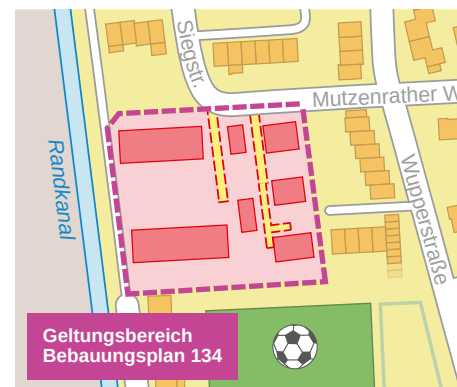 Siegstr.
Mutzenrather W
Randkanal
Wupperstraße
Geltungsbereich
Bebauungsplan 134